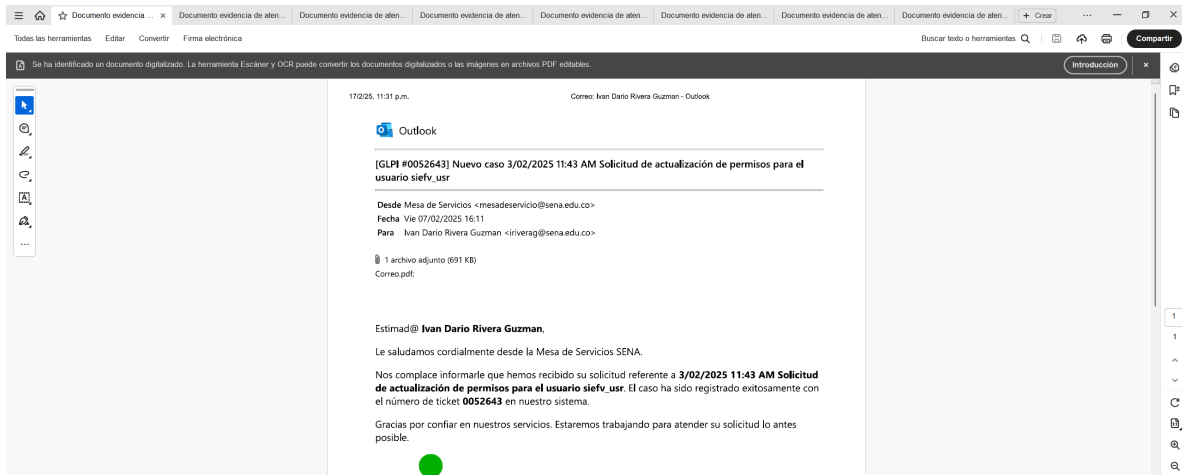 Documento evidencia ...
Documento evidencia de aten...
Documento evidencia de aten...
Documento evidencia de aten...
Documento evidencia de aten...
Documento evidencia de aten...
Documento evidencia de aten...
Documento evidencia de aten...
+ Crear
Todas las herramientas Editar Convertir Firma electrónica
Buscar texto o herramientas
Compartir
Se ha identificado un documento digitalizado. La herramienta Escáner y OCR puede convertir los documentos digitalizados o las imágenes en archivos PDF editables.
Introducción
17/2/25, 11:31 p.m. Correo: Ivan Dario Rivera Guzman - Outlook
Outlook
[GLPI #0052643] Nuevo caso 3/02/2025 11:43 AM Solicitud de actualización de permisos para el
usuario siefv_usr
Desde Mesa de Servicios <mesadeservicio@sena.edu.co>
Fecha Vie 07/02/2025 16:11
Para Ivan Dario Rivera Guzman <iriverag@sena.edu.co>
1 archivo adjunto (691 KB)
Correo.pdf;
Estimad@ Ivan Dario Rivera Guzman,
Le saludamos cordialmente desde la Mesa de Servicios SENA.
Nos complace informarle que hemos recibido su solicitud referente a 3/02/2025 11:43 AM Solicitud
de actualización de permisos para el usuario siefv_usr. El caso ha sido registrado exitosamente con
el número de ticket 0052643 en nuestro sistema.
Gracias por confiar en nuestros servicios. Estaremos trabajando para atender su solicitud lo antes
posible.
1
1